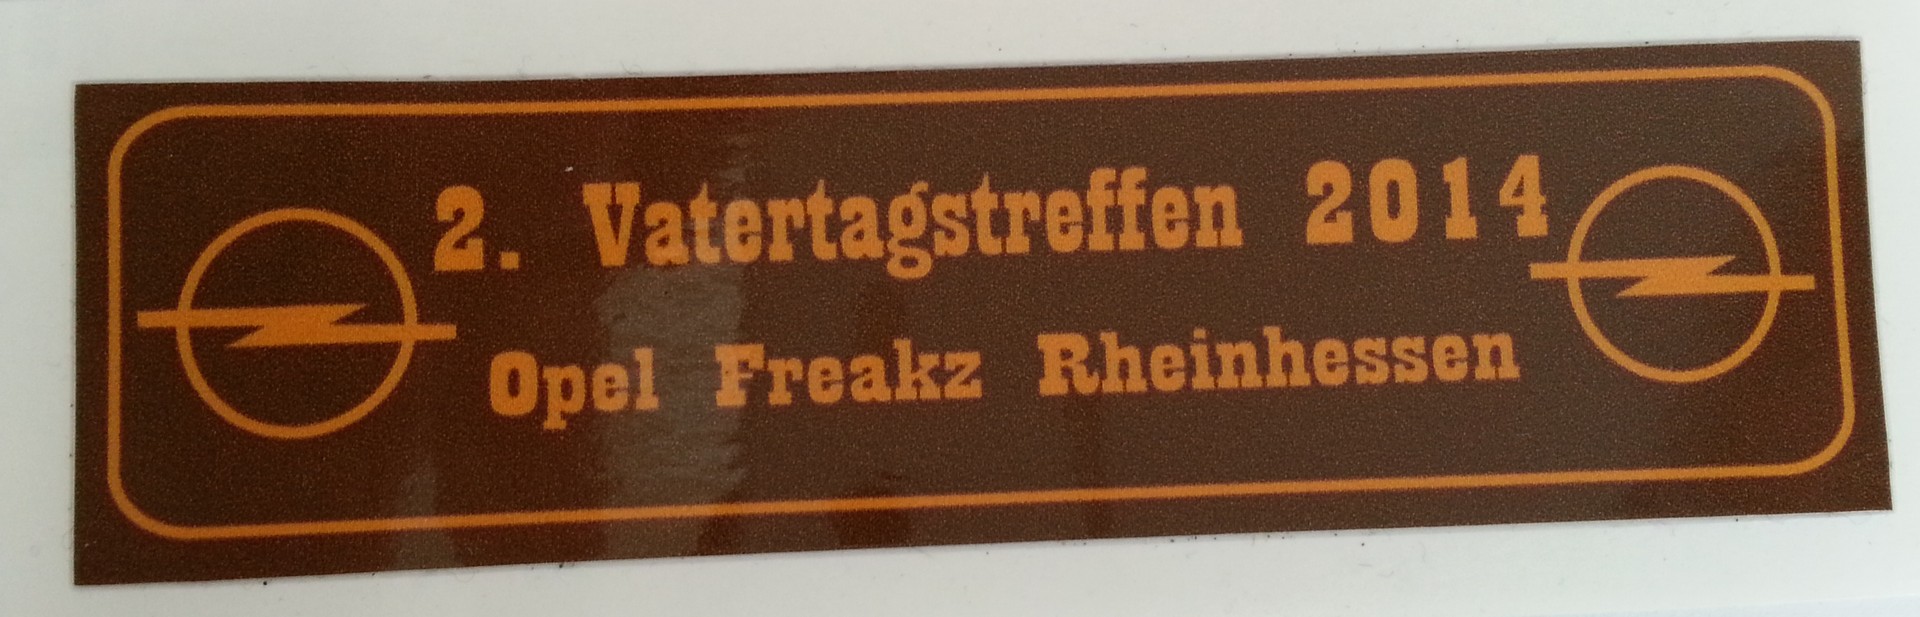 2. Vatertagstreffen 2014
Opel Freakz Rheinhessen